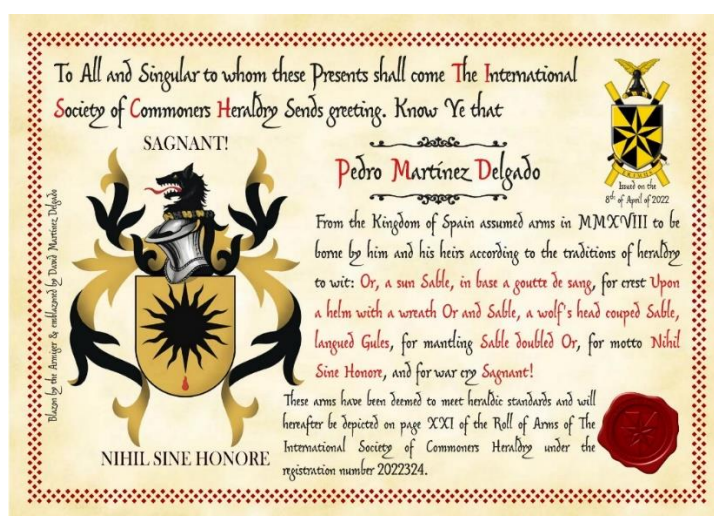 To All and Singular to whom these Presents shall come The International
Society of Commoners Heraldry Sends greeting. Know Ye that
SAGNANT!
Pedro Martínez Delgado
Issued on the
8th of April of 2022
From the Kingdom of Spain assumed arms in MMXVIII to be
borne by him and his heirs according to the traditions of heraldry
to wit: Or, a sun Sable, in base a goutte de sang, for crest Upon
a helm with a wreath Or and Sable, a wolf's head couped Sable,
langued Gules, for mantling Sable doubled Or, for motto Nihil
Sine Honore, and for war cry Sagnant!
These arms have been deemed to meet heraldic standards and will
hereafter be depicted on page XXI of the Roll of Arms of The
International Society of Commoners Heraldry under the
registration number 2022324.
NIHIL SINE HONORE
Blazon by the Armiger & emblazoned by David Martínez Delgado